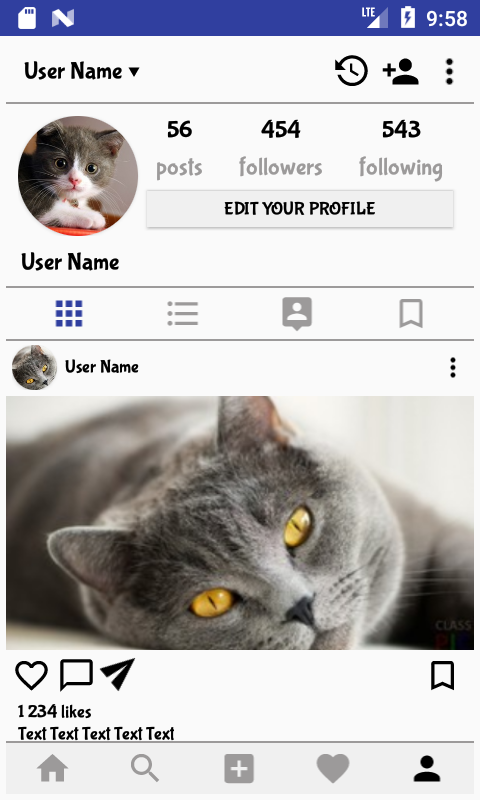 LTE 9:58
User Name
56 454 543
posts followers following
EDIT YOUR PROFILE
User Name
User Name
CLASS
1 234 likes
Text Text Text Text Text